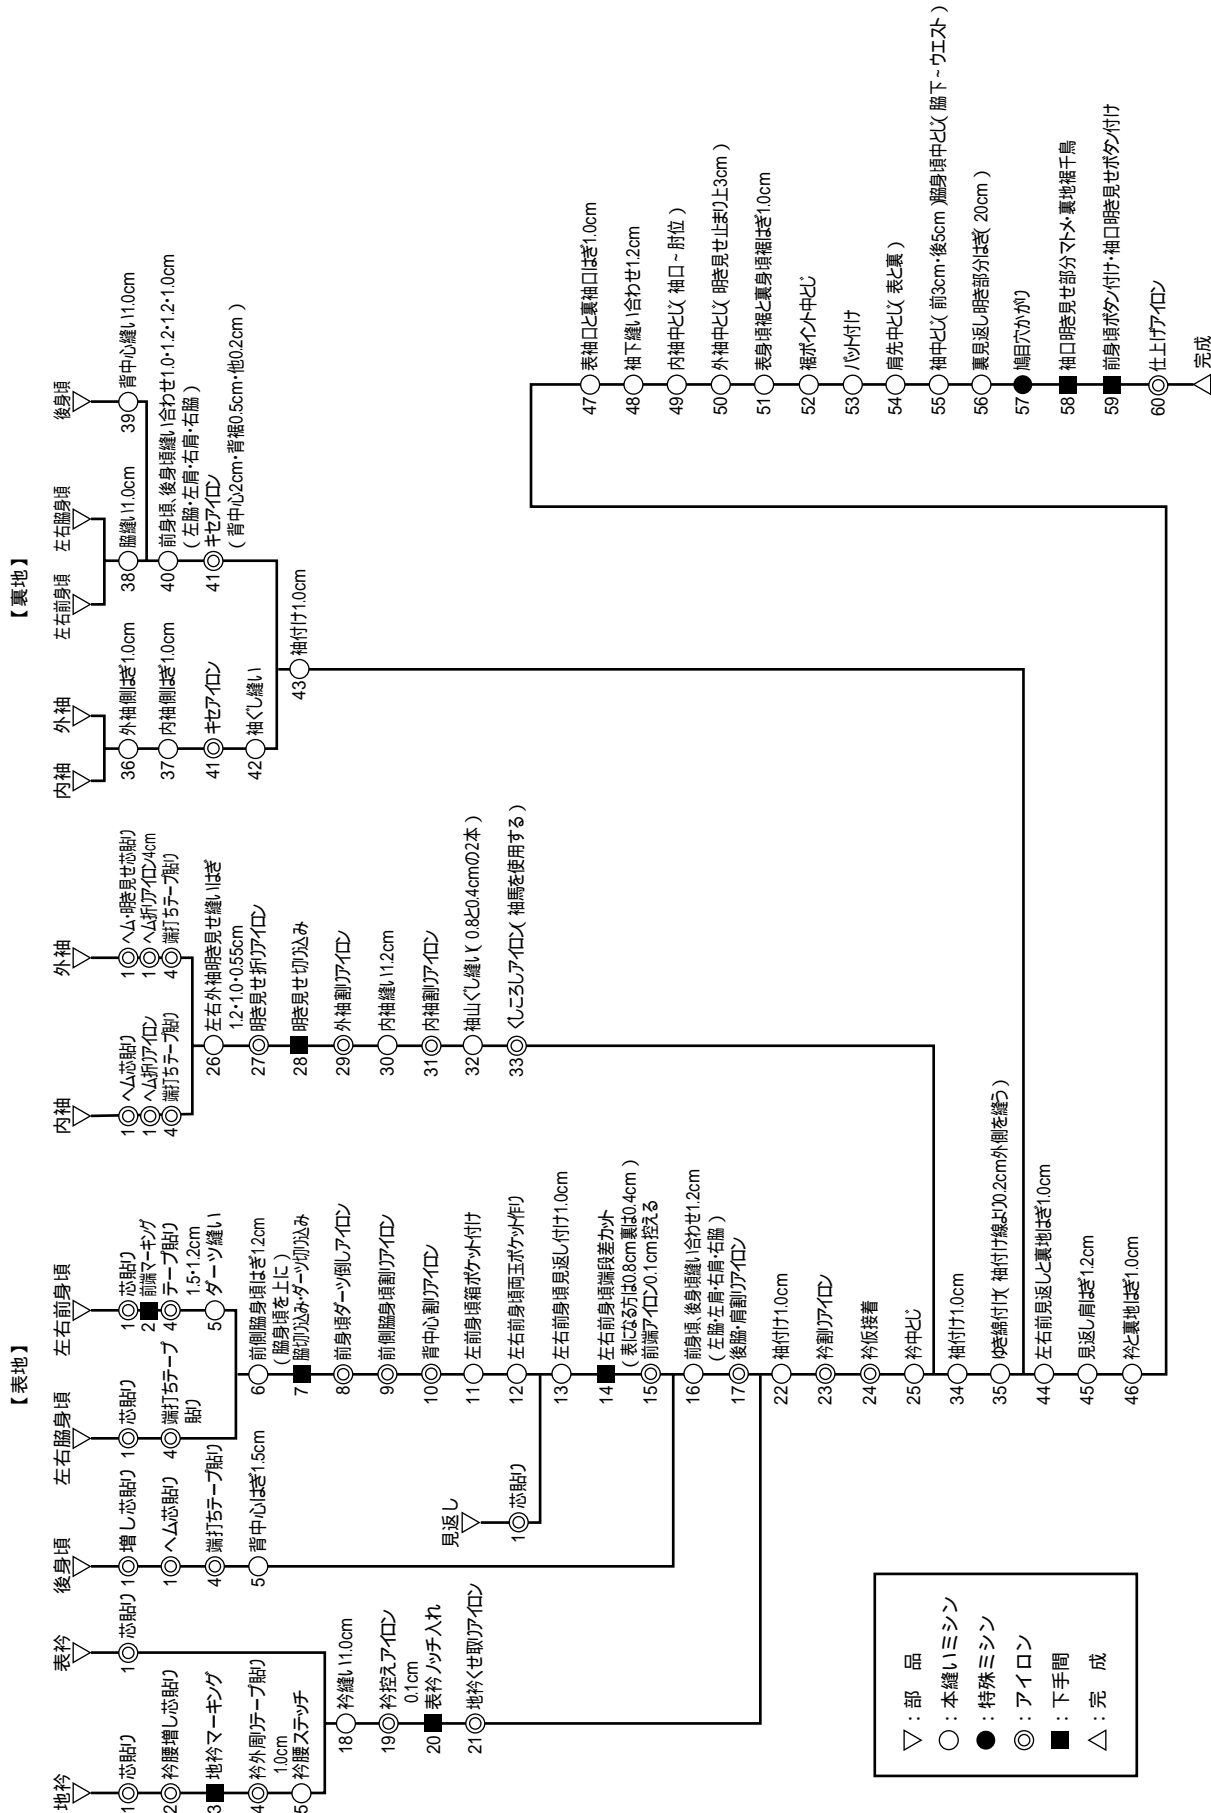 【表地】
地衿
1 芯貼り
2 衿腰増し芯貼り
3 地衿マーキング
4 衿外周りテープ貼り
1.0cm
5 衿腰ステッチ
表衿
1 芯貼り
18 衿縫い1.0cm
19 衿控えアイロン
0.1cm
20 表衿ノッチ入れ
21 地衿くせ取りアイロン
後身頃
1 増し芯貼り
1 ヘム芯貼り
4 端打ちテープ貼り
5 背中心はぎ1.5cm
左右脇身頃
1 芯貼り
4 端打ちテープ
貼り
左右前身頃
1 芯貼り
2 前端マーキング
4 テープ貼り
1.5・1.2cm
5 ダーツ縫い
6 前側脇身頃はぎ1.2cm
(脇身頃を上に)
7 脇切り込み・ダーツ切り込み
8 前身頃ダーツ倒しアイロン
9 前側脇身頃割りアイロン
10 背中心割りアイロン
11 左前身頃箱ポケット付け
12 左右前身頃両玉ポケット作り
見返し
1 芯貼り
13 左右前身頃見返し付け1.0cm
14 左右前身頃端段差カット
(表になる方は0.8cm裏は0.4cm)
15 前端アイロン0.1cm控える
16 前身頃、後身頃縫い合わせ1.2cm
(左脇・左肩・右肩・右脇)
17 後脇・肩割りアイロン
22 袖付け1.0cm
23 衿割りアイロン
24 衿仮接着
25 衿中とじ
34 袖付け1.0cm
35 ゆき綿付け(袖付け線より0.2cm外側を縫う)
44 左右前見返しと裏地はぎ1.0cm
45 見返し肩はぎ1.2cm
46 衿と裏地はぎ1.0cm
内袖
1 ヘム芯貼り
1 ヘム折りアイロン
4 端打ちテープ貼り
外袖
1 ヘム・明き見せ芯貼り
1 ヘム折りアイロン4cm
4 端打ちテープ貼り
26 左右外袖明き見せ縫いはぎ
1.2・1.0・0.55cm
27 明き見せ折りアイロン
28 明き見せ切り込み
29 外袖割りアイロン
30 内袖縫い1.2cm
31 内袖割りアイロン
32 袖山ぐし縫い(0.8と0.4cmの2本)
33 くしころしアイロン(袖馬を使用する)
【裏地】
内袖
外袖
36 外袖側はぎ1.0cm
37 内袖側はぎ1.0cm
41 キセアイロン
42 袖ぐし縫い
左右前身頃
左右脇身頃
38 脇縫い1.0cm
後身頃
39 背中心縫い1.0cm
40 前身頃、後身頃縫い合わせ1.0・1.2・1.2・1.0cm
(左脇・左肩・右肩・右脇)
41 キセアイロン
(背中心2cm・背裾0.5cm・他0.2cm)
43 袖付け1.0cm
47 表袖口と裏袖口はぎ1.0cm
48 袖下縫い合わせ1.2cm
49 内袖中とじ(袖口~肘位)
50 外袖中とじ(明き見せ止まり上3cm)
51 表身頃裾と裏身頃裾はぎ1.0cm
52 裾ポイント中とじ
53 パット付け
54 肩先中とじ(表と裏)
55 袖中とじ(前3cm・後5cm)脇身頃中とじ(脇下~ウエスト)
56 裏見返し明き部分はぎ(20cm)
57 鳩目穴かがり
58 袖口明き見せ部分マトメ・裏地裾千鳥
59 前身頃ボタン付け・袖口明き見せボタン付け
60 仕上げアイロン
完成
▽:部 品
○:本縫いミシン
●:特殊ミシン
◎:アイロン
■:下手間
△:完 成